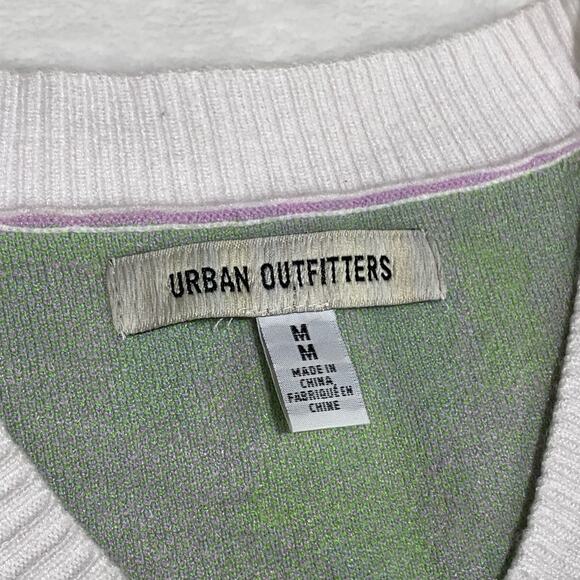 URBAN OUTFITTERS
M
M
MADE IN
CHINA,
FABRIQUÉ EN
CHINE